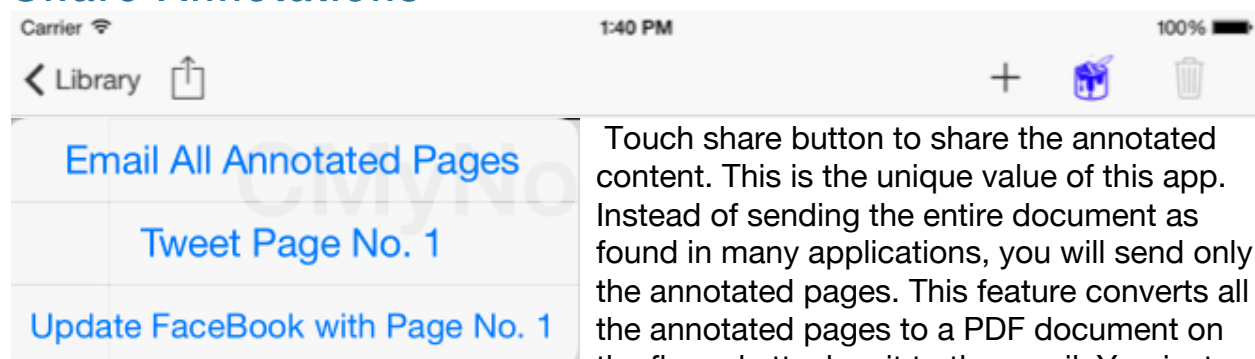 Share Annotations
Carrier 1:40 PM 100%
Library
Email All Annotated Pages
Tweet Page No. 1
Update FaceBook with Page No. 1
CMyNo
Touch share button to share the annotated
content. This is the unique value of this app.
Instead of sending the entire document as
found in many applications, you will send only
the annotated pages. This feature converts all
the annotated pages to a PDF document on